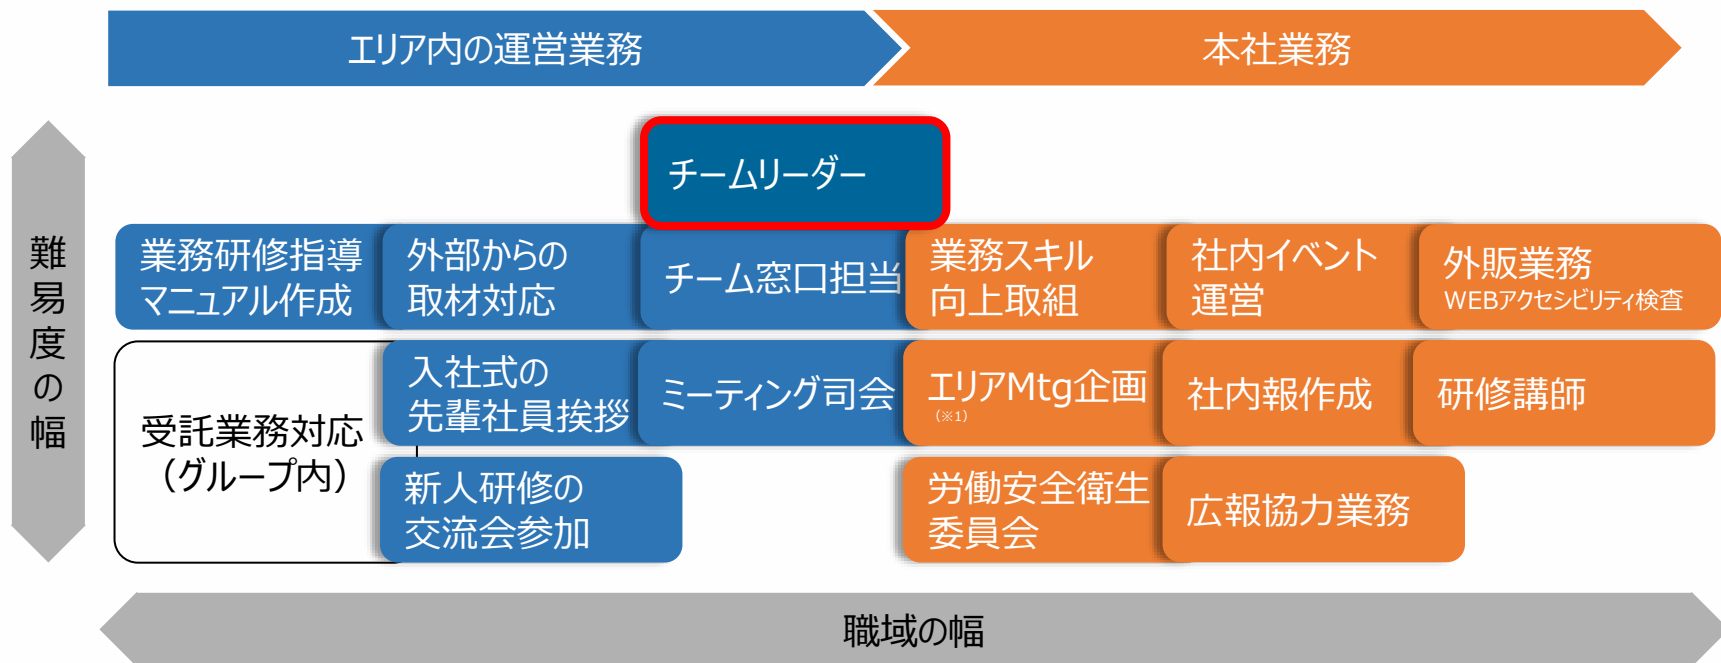 エリア内の運営業務
本社業務
難易度の幅
チームリーダー
業務研修指導
マニュアル作成
外部からの
取材対応
チーム窓口担当
業務スキル
向上取組
社内イベント
運営
外販業務
WEBアクセシビリティ検査
受託業務対応
（グループ内）
入社式の
先輩社員挨拶
ミーティング司会
エリアMtg企画
（※1）
社内報作成
研修講師
新人研修の
交流会参加
労働安全衛生
委員会
広報協力業務
職域の幅